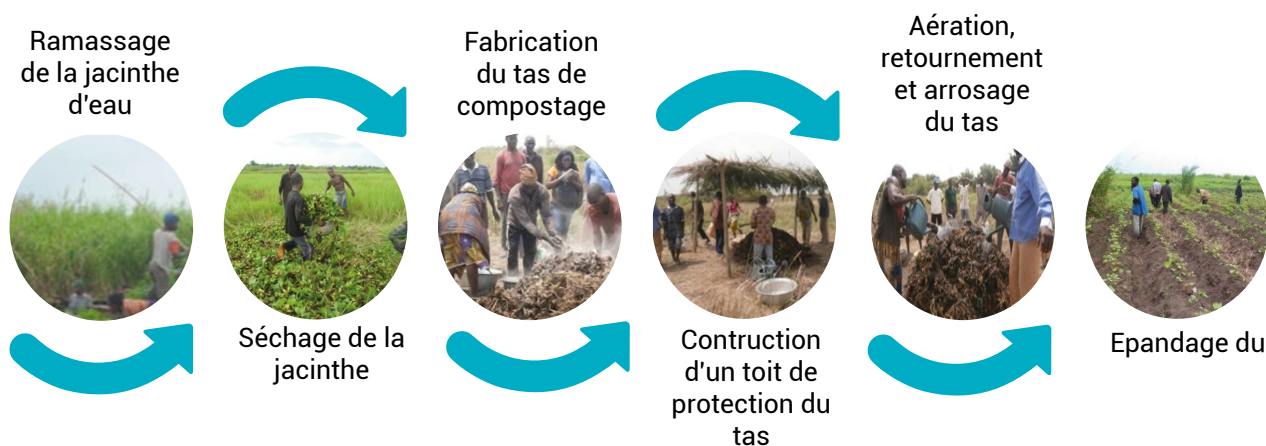 Ramassage
de la jacinthe
d'eau
Séchage de la
jacinthe
Fabrication
du tas de
compostage
Contruction
d'un toit de
protection du
tas
Aération,
retournement
et arrosage
du tas
Epandage du